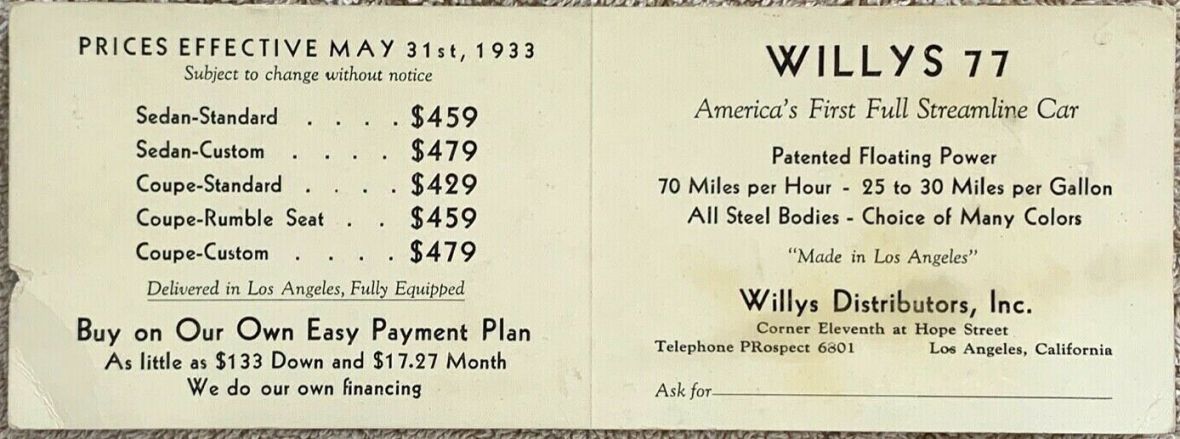 PRICES EFFECTIVE MAY 31st, 1933
Subject to change without notice
Sedan-Standard . . . . $459
Sedan-Custom . . . . $479
Coupe-Standard . . . . $429
Coupe-Rumble Seat . . $459
Coupe-Custom . . . . $479
Delivered in Los Angeles, Fully Equipped
Buy on Our Own Easy Payment Plan
As little as $133 Down and $17.27 Month
We do our own financing
WILLYS 77
America's First Full Streamline Car
Patented Floating Power
70 Miles per Hour - 25 to 30 Miles per Gallon
All Steel Bodies - Choice of Many Colors
"Made in Los Angeles"
Willys Distributors, Inc.
Corner Eleventh at Hope Street
Telephone PRospect 6801 Los Angeles, California
Ask for